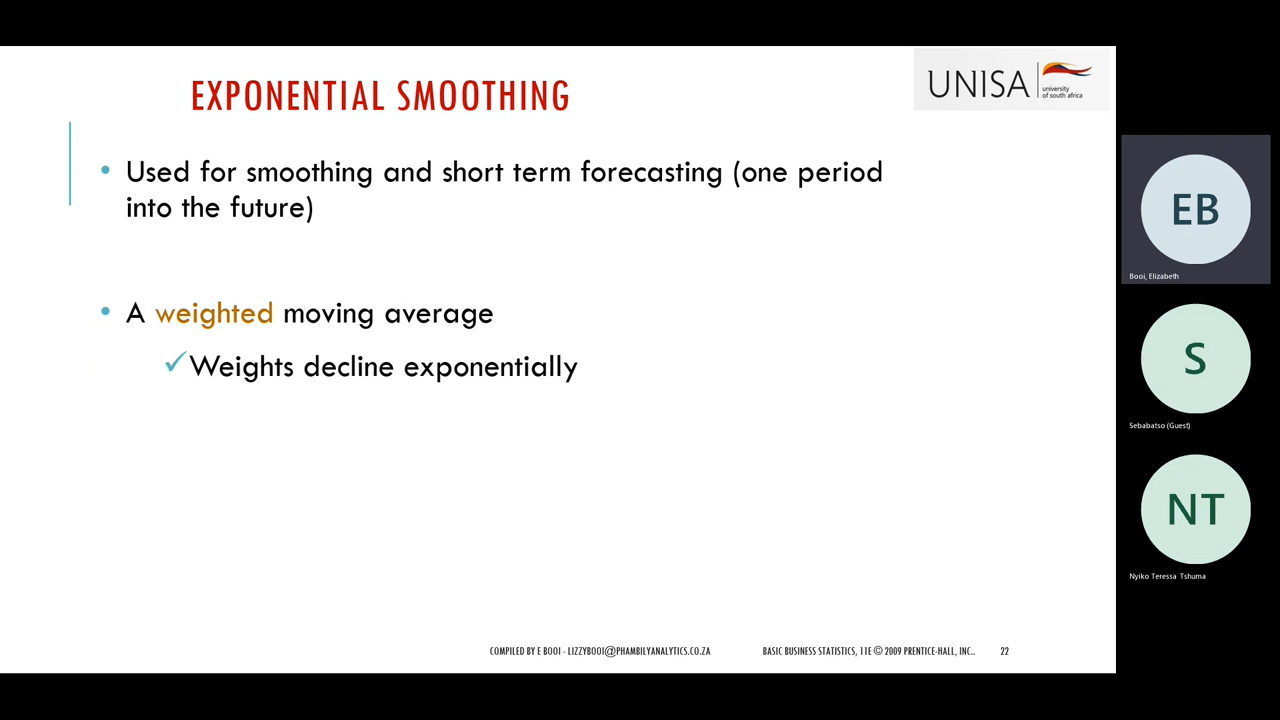 EXPONENTIAL SMOOTHING
UNISA
university
of south africa
• Used for smoothing and short term forecasting (one period
into the future)
• A weighted moving average
✓Weights decline exponentially
COMPILED BY E BOOI - LIZZYBOOI@PHAMBILYANALYTICS.CO.ZA
BASIC BUSINESS STATISTICS, 11E © 2009 PRENTICE-HALL, INC..
22
EB
Booi, Elizabeth
S
Sebabatso (Guest)
NT
Nyiko Teressa Tshuma